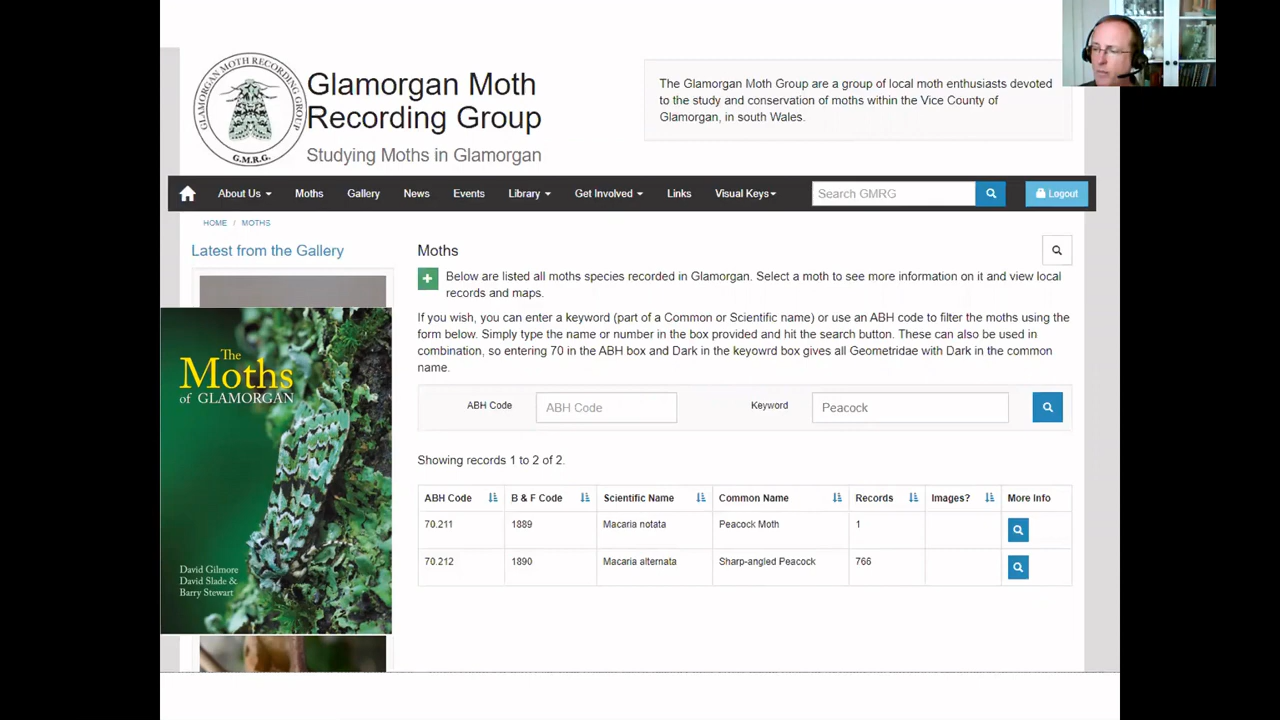 GLAMORGAN MOTH RECORDING GROUP
G.M.R.G.
Glamorgan Moth
Recording Group
Studying Moths in Glamorgan
The Glamorgan Moth Group are a group of local moth enthusiasts devoted
to the study and conservation of moths within the Vice County of
Glamorgan, in south Wales.
About Us Moths Gallery News Events Library Get Involved Links Visual Keys Search GMRG Logout
HOME / MOTHS
Latest from the Gallery
The
Moths
of GLAMORGAN
David Gilmore
David Slade &
Barry Stewart
Moths
Below are listed all moths species recorded in Glamorgan. Select a moth to see more information on it and view local
records and maps.
If you wish, you can enter a keyword (part of a Common or Scientific name) or use an ABH code to filter the moths using the
form below. Simply type the name or number in the box provided and hit the search button. These can also be used in
combination, so entering 70 in the ABH box and Dark in the keyowrd box gives all Geometridae with Dark in the common
name.
ABH Code ABH Code Keyword Peacock
Showing records 1 to 2 of 2.
ABH Code B & F Code Scientific Name Common Name Records Images? More Info
70.211 1889 Macaria notata Peacock Moth 1
70.212 1890 Macaria alternata Sharp-angled Peacock 766